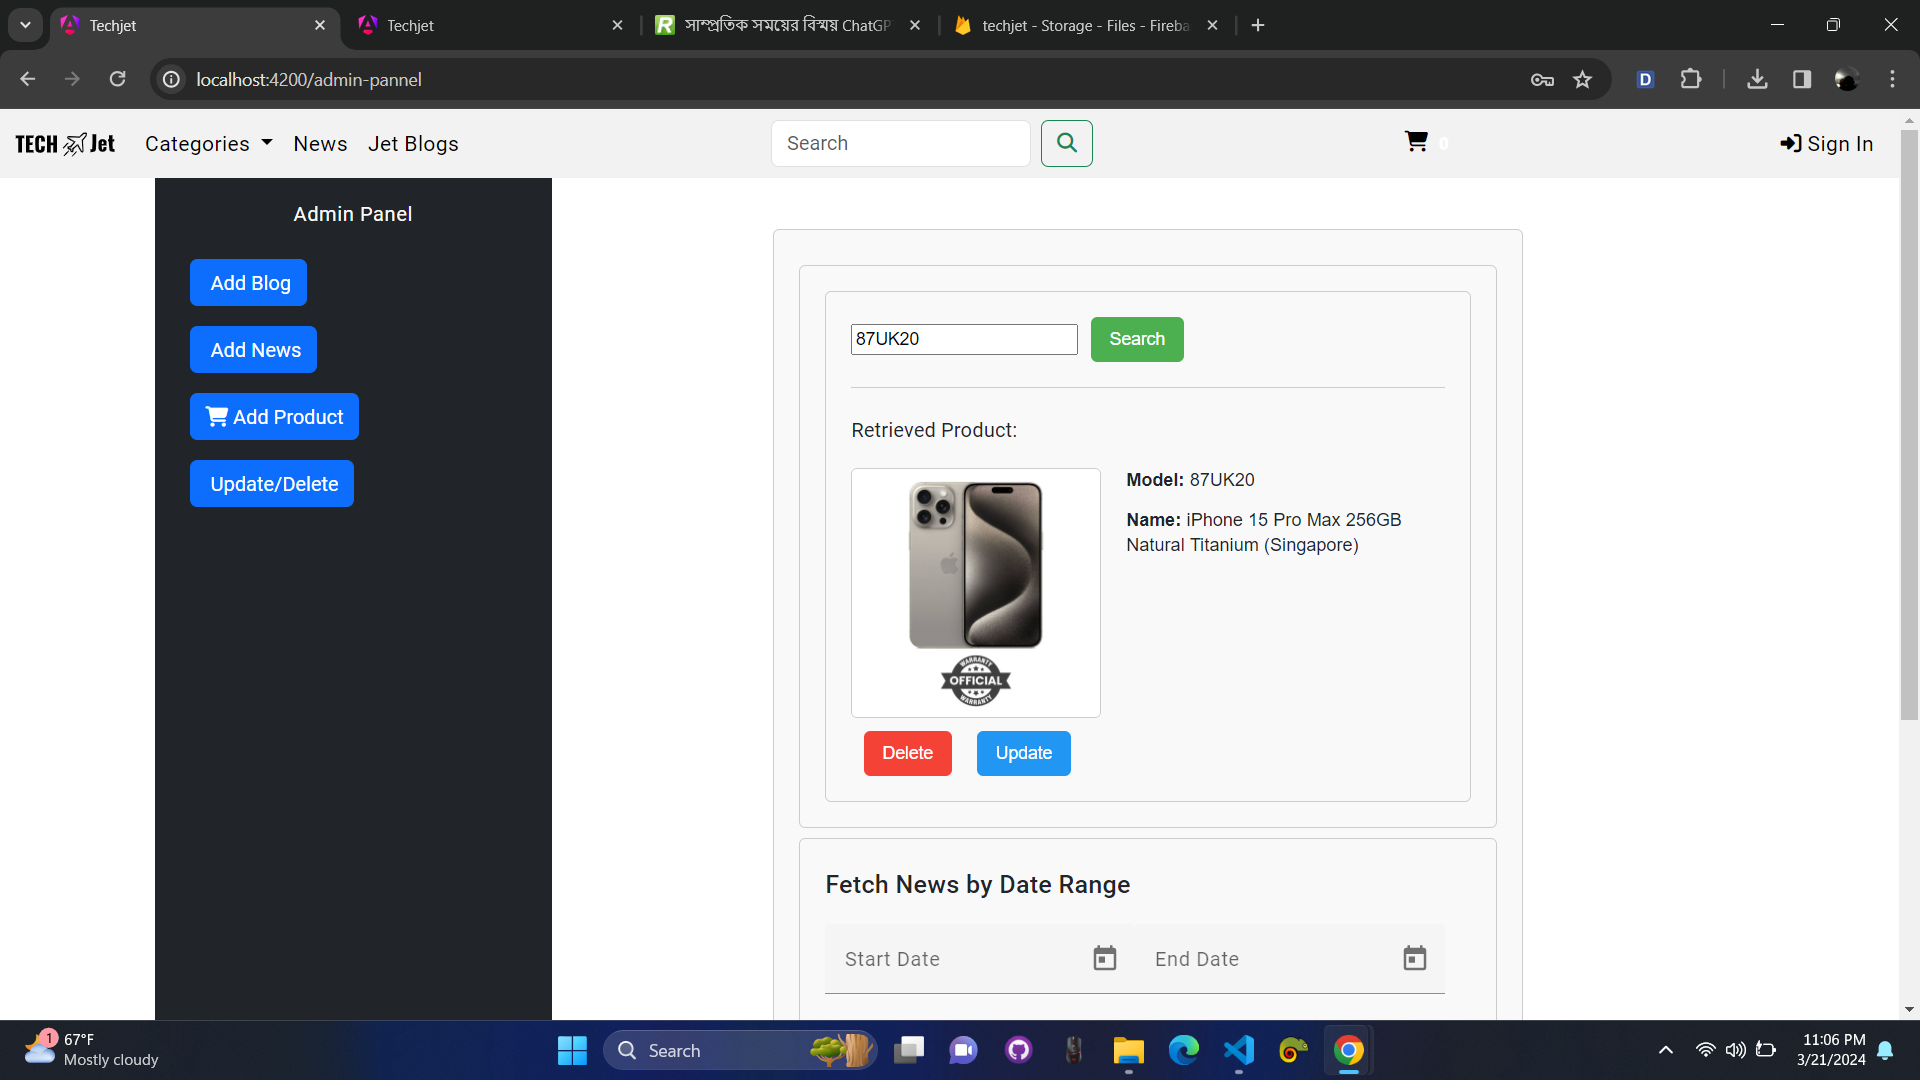 Techjet
Techjet
সাম্প্রতিক সময়ের বিস্ময় ChatGP
techjet - Storage - Files - Fireba
localhost:4200/admin-pannel
TECH Jet
Categories
News
Jet Blogs
Search
0
Sign In
Admin Panel
Add Blog
Add News
Add Product
Update/Delete
87UK20
Search
Retrieved Product:
WARRANTY
OFFICIAL
WARRANTY
Model: 87UK20
Name: iPhone 15 Pro Max 256GB
Natural Titanium (Singapore)
Delete
Update
Fetch News by Date Range
Start Date
End Date
1
67°F
Mostly cloudy
Search
11:06 PM
3/21/2024